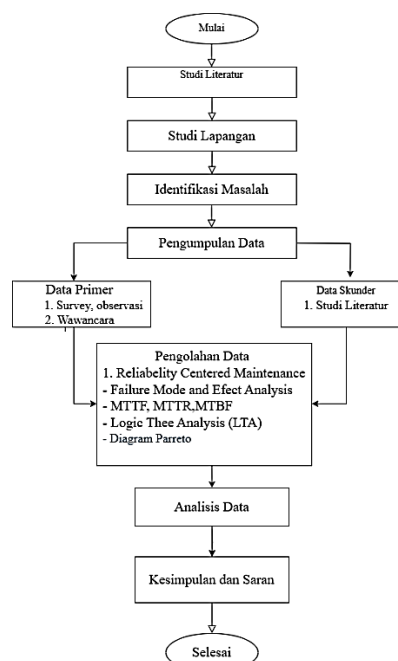 Mulai
Studi Literatur
Studi Lapangan
Identifikasi Masalah
Pengumpulan Data
Data Primer
1. Survey, observasi
2. Wawancara
Data Skunder
1. Studi Literatur
Pengolahan Data
1. Reliabelity Centered Maintenance
- Failure Mode and Efect Analysis
- MTTF, MTTR,MTBF
- Logic Thee Analysis (LTA)
- Diagram Parreto
Analisis Data
Kesimpulan dan Saran
Selesai